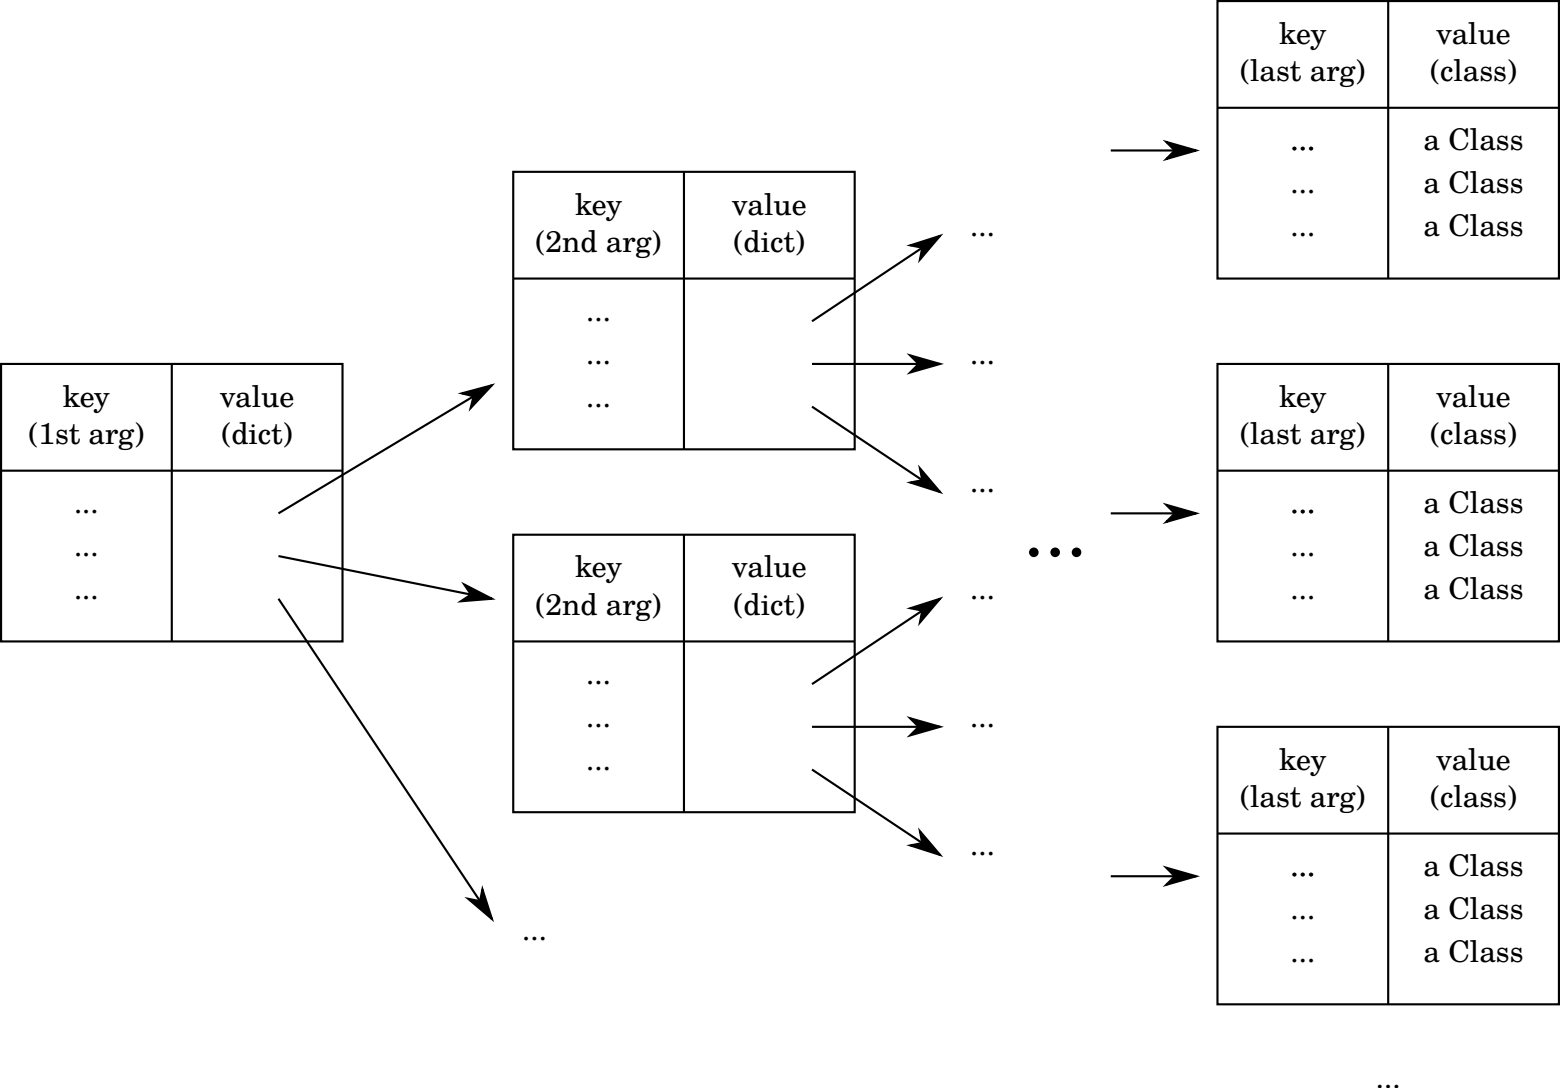 key
(1st arg)
value
(dict)
...
...
...
key
(2nd arg)
value
(dict)
...
...
...
key
(2nd arg)
value
(dict)
...
...
...
...
...
...
...
...
...
...
...
...
key
(last arg)
value
(class)
... a Class
... a Class
... a Class
key
(last arg)
value
(class)
... a Class
... a Class
... a Class
key
(last arg)
value
(class)
... a Class
... a Class
... a Class
...